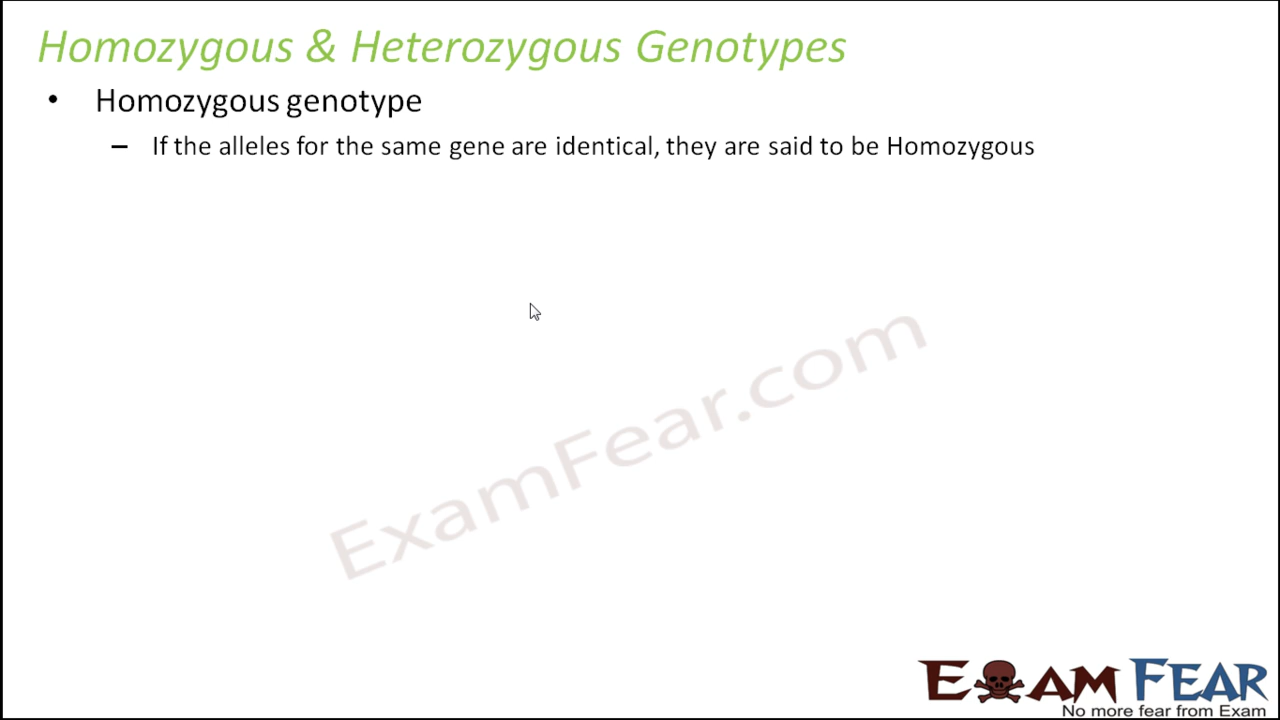 Homozygous & Heterozygous Genotypes
• Homozygous genotype
– If the alleles for the same gene are identical, they are said to be Homozygous
ExamFear.com
EXAM FEAR
No more fear from Exam